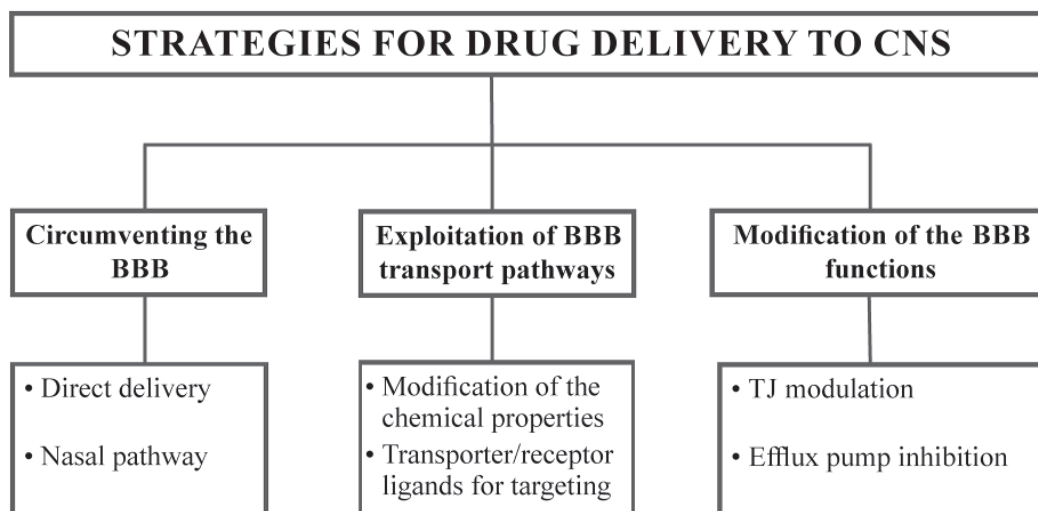 STRATEGIES FOR DRUG DELIVERY TO CNS
Circumventing the
BBB
Exploitation of BBB
transport pathways
Modification of the BBB
functions
• Direct delivery
• Nasal pathway
• Modification of the
chemical properties
• Transporter/receptor
ligands for targeting
• TJ modulation
• Efflux pump inhibition